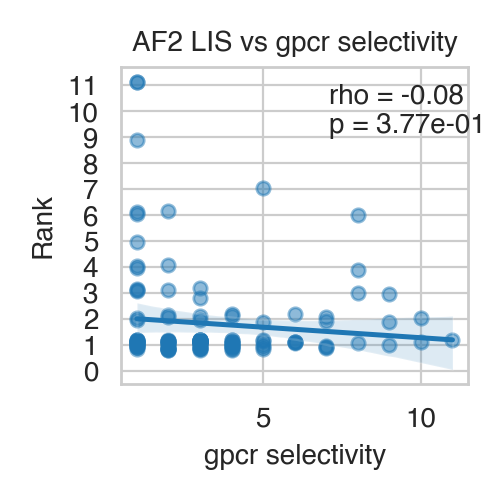 AF2 LIS vs gpcr selectivity
rho = -0.08
p = 3.77e-01
Rank
11
10
9
8
7
6
5
4
3
2
1
0
5 10
gpcr selectivity